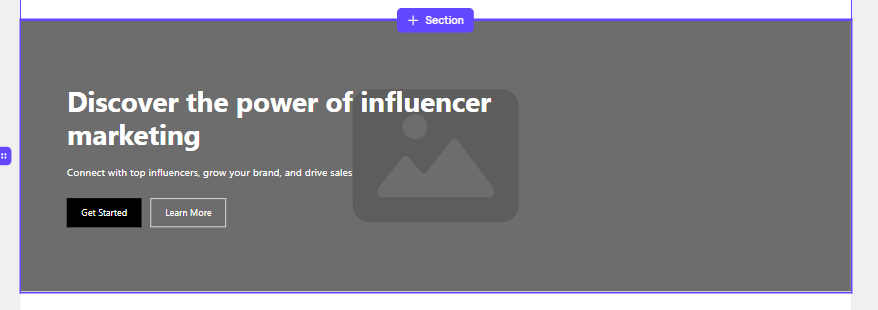 Section
Discover the power of influencer
marketing
Connect with top influencers, grow your brand, and drive sales
Get Started
Learn More